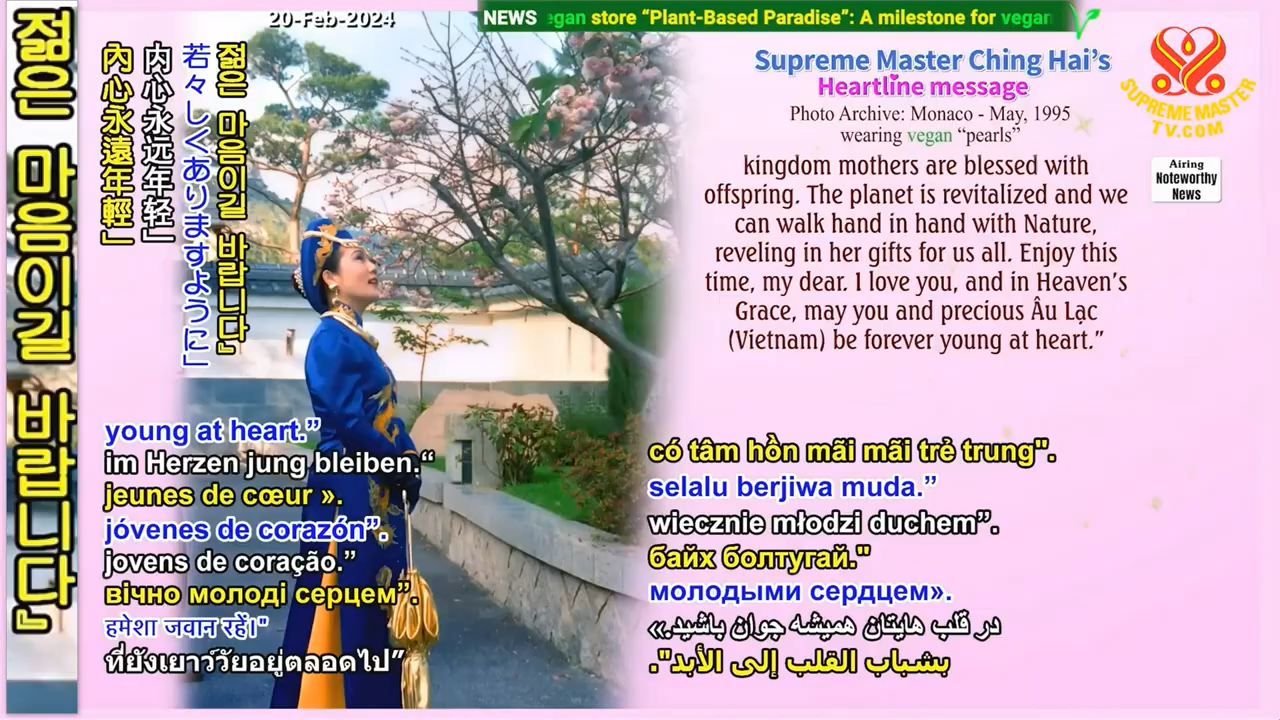 20-Feb-2024
NEWS egan store “Plant-Based Paradise”: A milestone for vegan
젊은 마음이길 바랍니다』
젊은 마음이길 바랍니다』
若々しくありますように」
内心永远年轻」
內心永遠年輕」
Supreme Master Ching Hai’s
Heartline message
Photo Archive: Monaco - May, 1995
wearing vegan “pearls”
kingdom mothers are blessed with
offspring. The planet is revitalized and we
can walk hand in hand with Nature,
reveling in her gifts for us all. Enjoy this
time, my dear. I love you, and in Heaven’s
Grace, may you and precious Âu Lạc
(Vietnam) be forever young at heart.”
SUPREME MASTER
TV.COM
Airing
Noteworthy
News
young at heart.”
im Herzen jung bleiben.“
jeunes de cœur ».
jóvenes de corazón”.
jovens de coração.”
вічно молоді серцем”.
हमेशा जवान रहें।"
ที่ยังเยาว์วัยอยู่ตลอดไป”
có tâm hồn mãi mãi trẻ trung".
selalu berjiwa muda.”
wiecznie młodzi duchem”.
байх болтугай."
молодыми сердцем».
در قلب هایتان همیشه جوان باشید.»
بشباب القلب إلى الأبد".